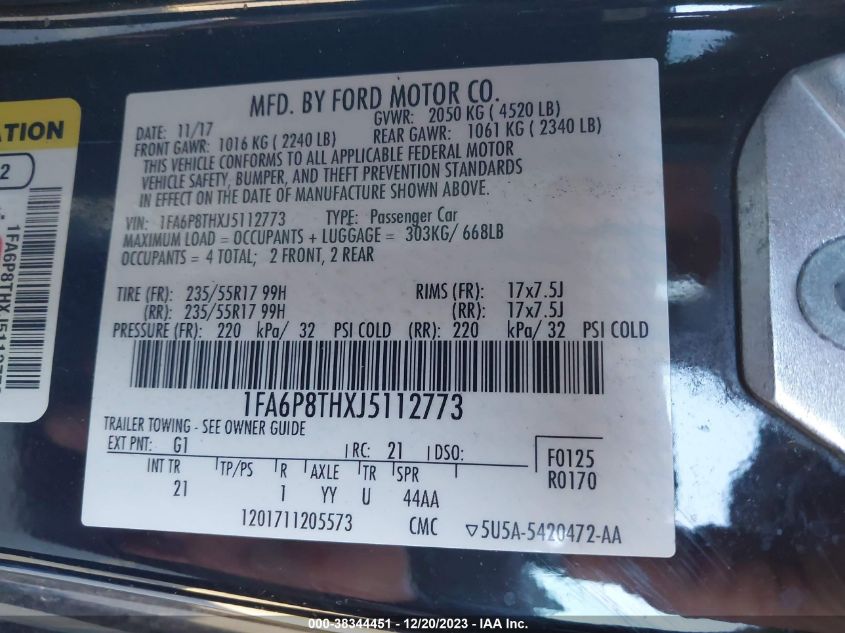 MFD. BY FORD MOTOR CO.
DATE: 11/17 GVWR: 2050 KG ( 4520 LB)
FRONT GAWR: 1016 KG ( 2240 LB) REAR GAWR: 1061 KG ( 2340 LB)
THIS VEHICLE CONFORMS TO ALL APPLICABLE FEDERAL MOTOR
VEHICLE SAFETY, BUMPER, AND THEFT PREVENTION STANDARDS
IN EFFECT ON THE DATE OF MANUFACTURE SHOWN ABOVE.
VIN: 1FA6P8THXJ5112773 TYPE: Passenger Car
MAXIMUM LOAD = OCCUPANTS + LUGGAGE = 303KG/ 668LB
OCCUPANTS = 4 TOTAL; 2 FRONT, 2 REAR
TIRE (FR): 235/55R17 99H RIMS (FR): 17x7.5J
(RR): 235/55R17 99H (RR): 17x7.5J
PRESSURE (FR): 220 kPa/ 32 PSI COLD (RR): 220 kPa/ 32 PSI COLD
1FA6P8THXJ5112773
TRAILER TOWING - SEE OWNER GUIDE
EXT PNT: G1 RC: 21 DSO: F0125
INT TR TP/PS R AXLE TR SPR R0170
21 1 YY U 44AA
1201711205573 CMC ▽5U5A-5420472-AA
ATION
2
000-38344451 - 12/20/2023 - IAA Inc.